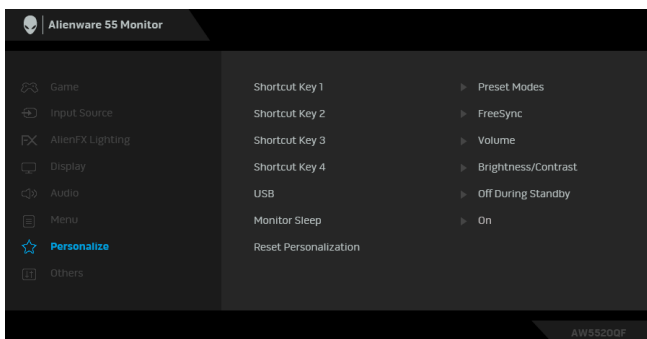 Alienware 55 Monitor
Game
Input Source
AlienFX Lighting
Display
Audio
Menu
Personalize
Others
Shortcut Key 1 Preset Modes
Shortcut Key 2 FreeSync
Shortcut Key 3 Volume
Shortcut Key 4 Brightness/Contrast
USB Off During Standby
Monitor Sleep On
Reset Personalization
AW5520QF